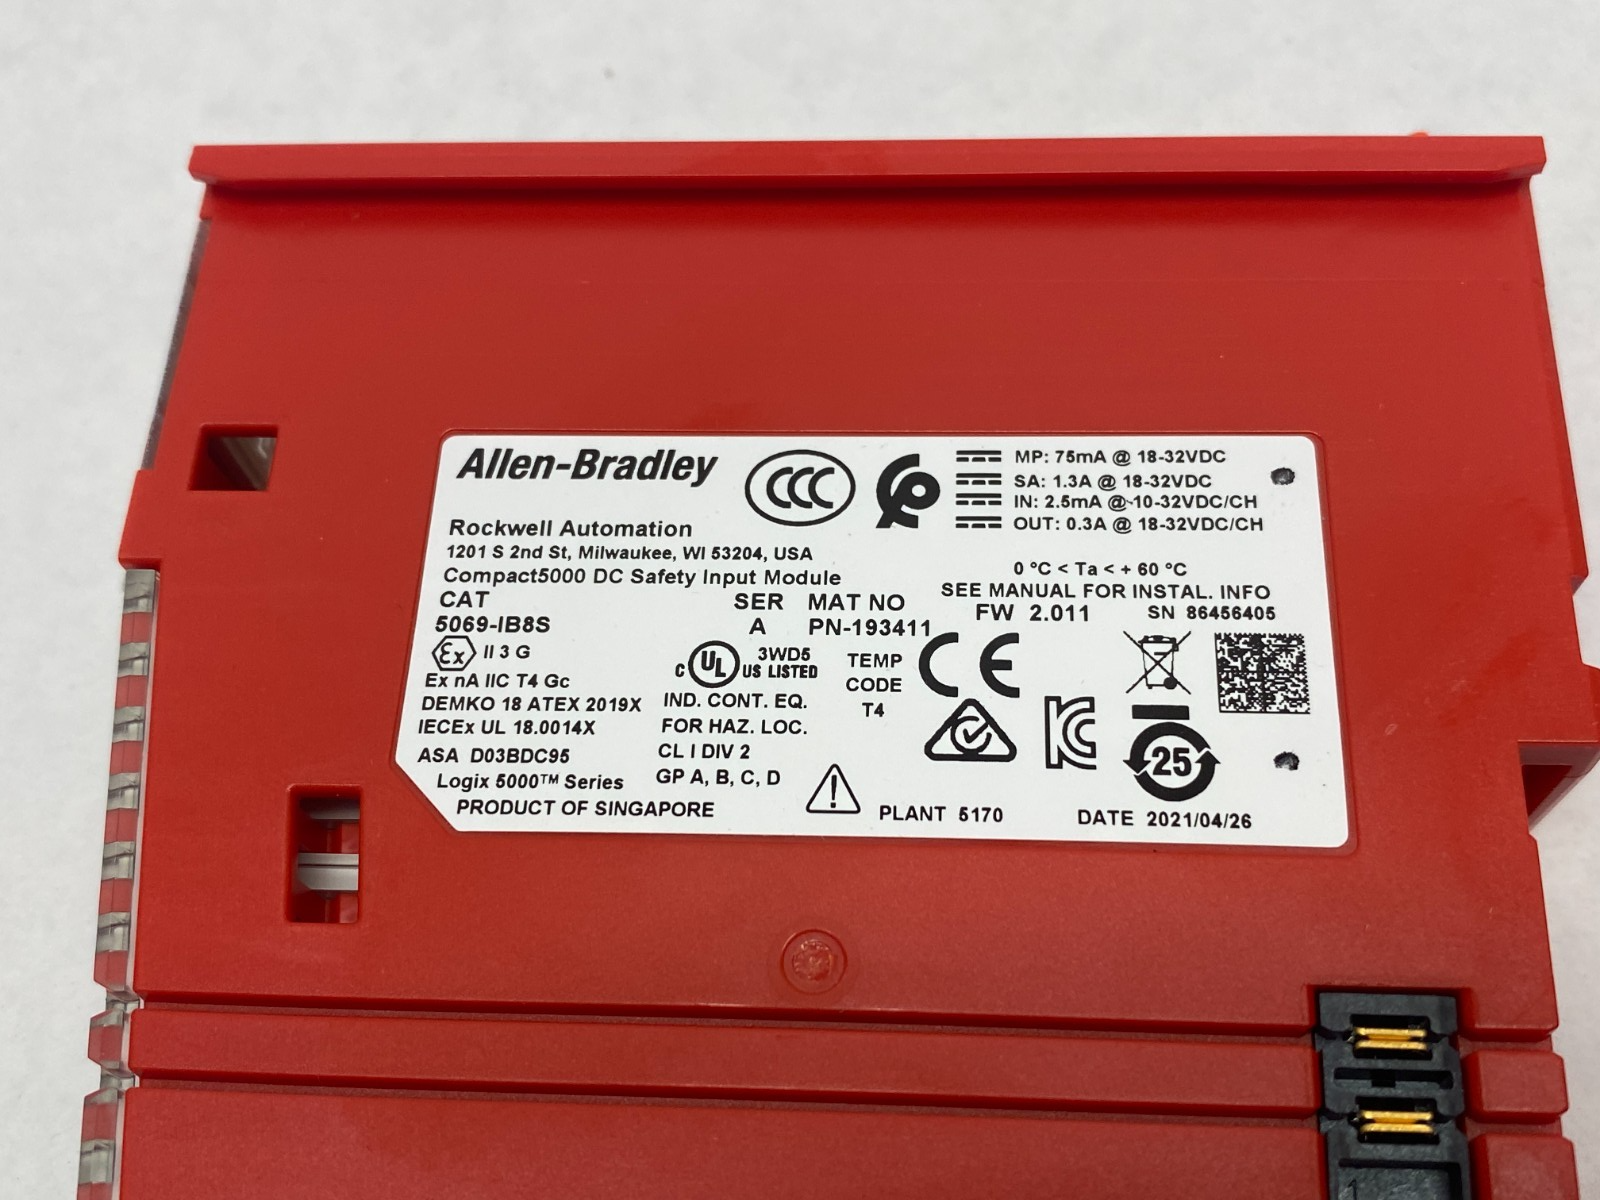 Allen-Bradley
CCC
MP: 75mA @ 18-32VDC
SA: 1.3A @ 18-32VDC
IN: 2.5mA @ 10-32VDC/CH
OUT: 0.3A @ 18-32VDC/CH
Rockwell Automation
1201 S 2nd St, Milwaukee, WI 53204, USA
Compact5000 DC Safety Input Module
0 °C < Ta < + 60 °C
SEE MANUAL FOR INSTAL. INFO
CAT SER MAT NO FW 2.011 SN 86456405
5069-IB8S A PN-193411
Ex II 3 G
Ex nA IIC T4 Gc
DEMKO 18 ATEX 2019X
IECEx UL 18.0014X
ASA D03BDC95
Logix 5000™ Series
PRODUCT OF SINGAPORE
C UL US LISTED
3WD5
IND. CONT. EQ.
FOR HAZ. LOC.
CL I DIV 2
GP A, B, C, D
TEMP
CODE
T4
CE
KC
25
!
PLANT 5170
DATE 2021/04/26
1